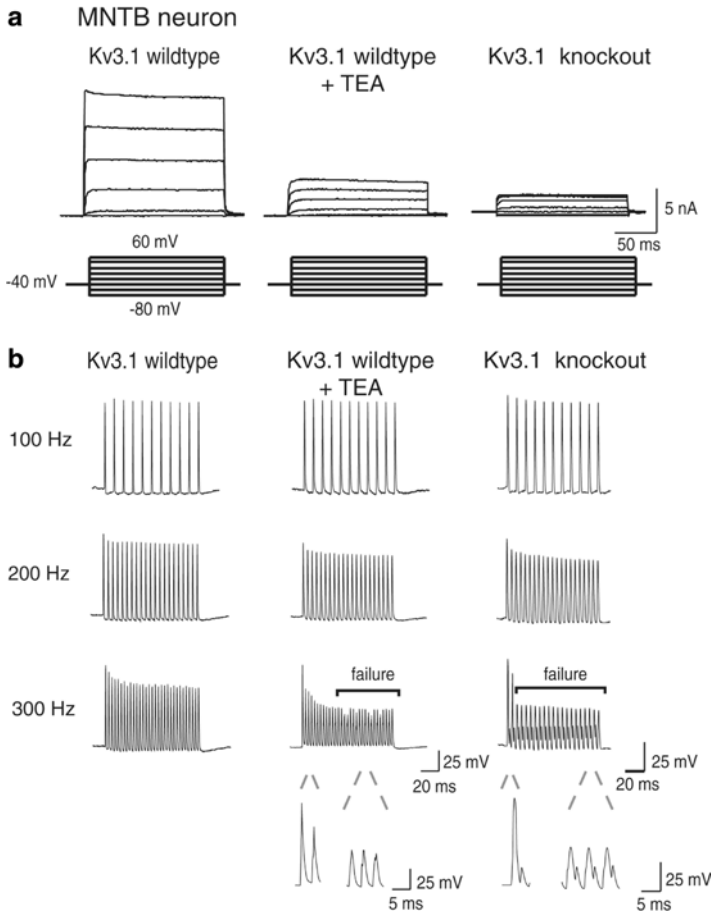 a MNTB neuron
Kv3.1 wildtype
Kv3.1 wildtype
+ TEA
Kv3.1 knockout
5 nA
50 ms
60 mV
-40 mV
-80 mV
b
Kv3.1 wildtype
Kv3.1 wildtype
+ TEA
Kv3.1 knockout
100 Hz
200 Hz
300 Hz
failure
failure
25 mV
20 ms
25 mV
20 ms
25 mV
5 ms
25 mV
5 ms